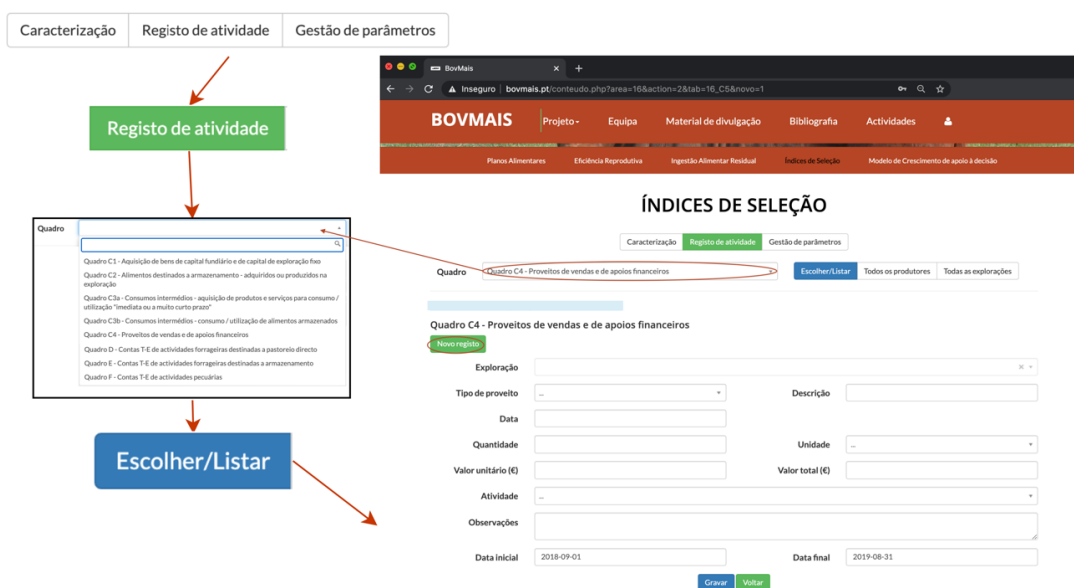 Caracterização Registo de atividade Gestão de parâmetros
Registo de atividade
Quadro
Quadro C1 - Aquisição de bens de capital fundiário e de capital de exploração fixo
Quadro C2 - Alimentos destinados a armazenamento - adquiridos ou produzidos na
exploração
Quadro C3a - Consumos intermédios - aquisição de produtos e serviços para consumo /
utilização "imediata ou a muito curto prazo"
Quadro C3b - Consumos intermédios - consumo / utilização de alimentos armazenados
Quadro C4 - Proveitos de vendas e de apoios financeiros
Quadro D - Contas T-E de actividades forrageiras destinadas a pastoreio directo
Quadro E - Contas T-E de actividades forrageiras destinadas a armazenamento
Quadro F - Contas T-E de actividades pecuárias
Escolher/Listar
BovMais
Inseguro | bovmais.pt/conteudo.php?area=16&action=2&tab=16_C5&novo=1
BOVMAIS Projeto Equipa Material de divulgação Bibliografia Actividades
Planos Alimentares Eficiência Reprodutiva Ingestão Alimentar Residual Índices de Seleção Modelo de Crescimento de apoio à decisão
ÍNDICES DE SELEÇÃO
Caracterização Registo de atividade Gestão de parâmetros
Quadro Quadro C4 - Proveitos de vendas e de apoios financeiros Escolher/Listar Todos os produtores Todas as explorações
Quadro C4 - Proveitos de vendas e de apoios financeiros
Novo registo
Exploração
Tipo de proveito ... Descrição
Data
Quantidade Unidade ...
Valor unitário (€) Valor total (€)
Atividade ...
Observações
Data inicial 2018-09-01 Data final 2019-08-31
Gravar Voltar